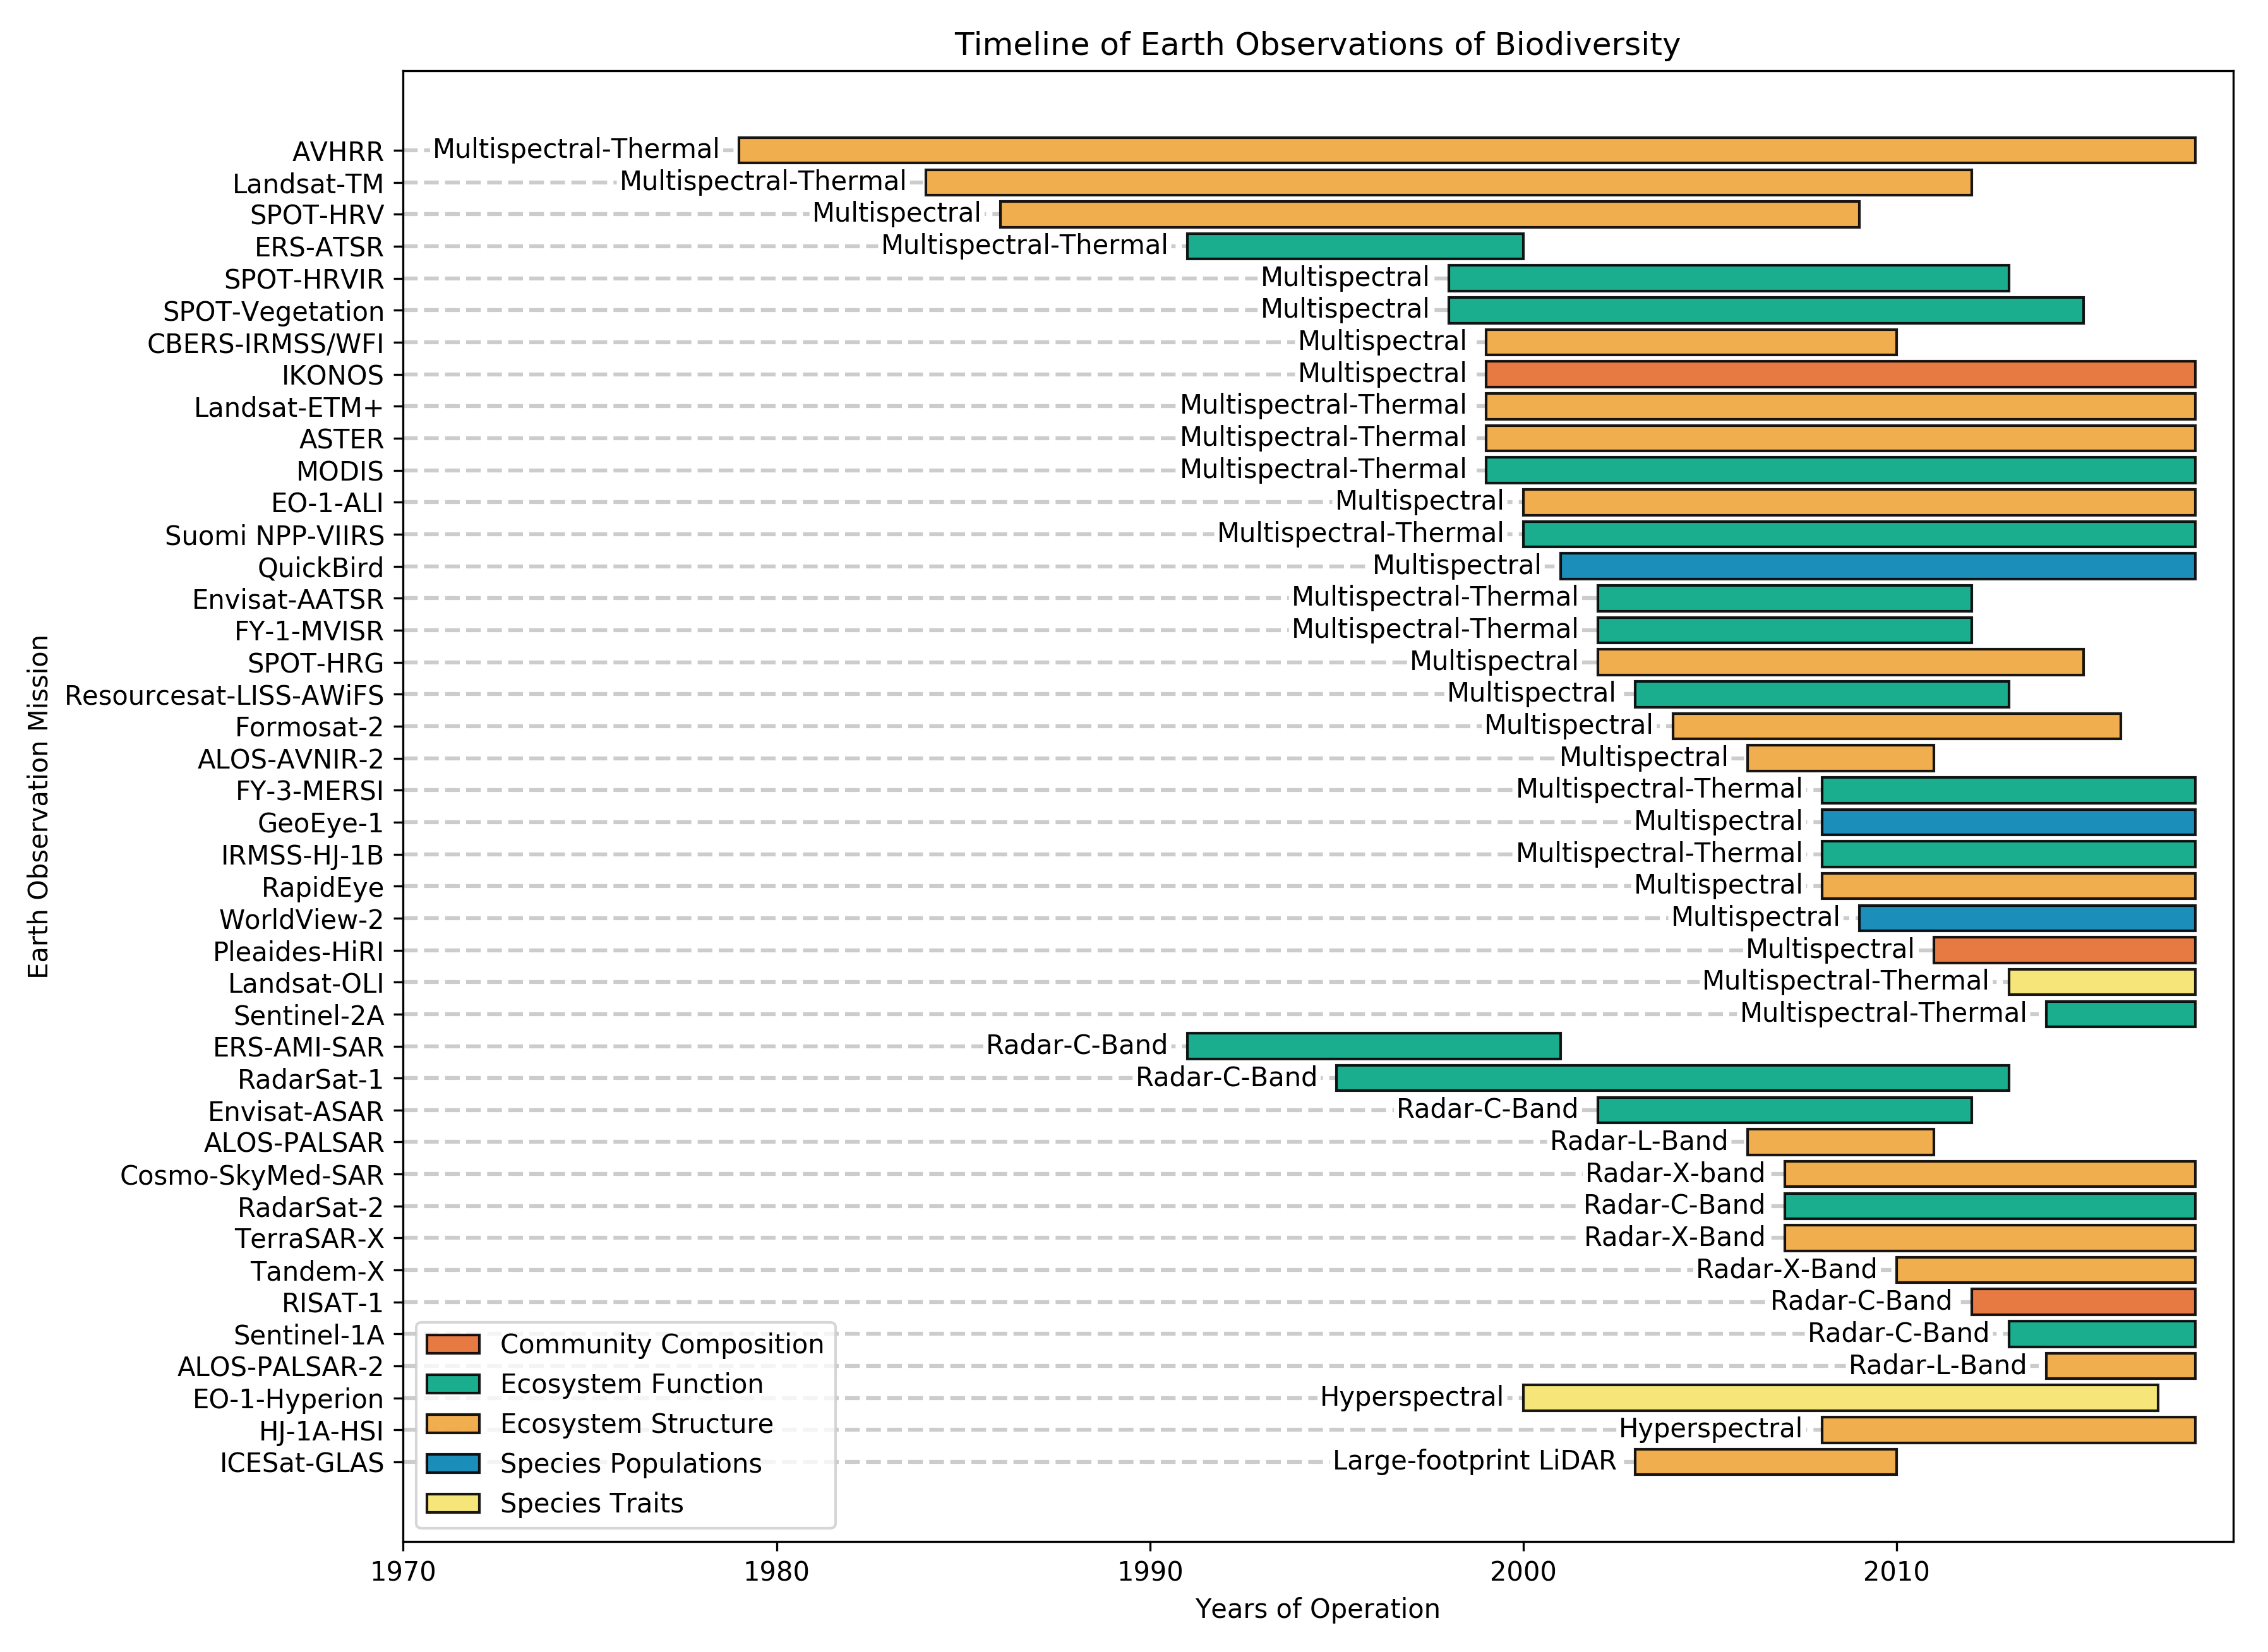 Timeline of Earth Observations of Biodiversity
Earth Observation Mission
AVHRR Multispectral-Thermal
Landsat-TM Multispectral-Thermal
SPOT-HRV Multispectral
ERS-ATSR Multispectral-Thermal
SPOT-HRVIR Multispectral
SPOT-Vegetation Multispectral
CBERS-IRMSS/WFI Multispectral
IKONOS Multispectral
Landsat-ETM+ Multispectral-Thermal
ASTER Multispectral-Thermal
MODIS Multispectral-Thermal
EO-1-ALI Multispectral
Suomi NPP-VIIRS Multispectral-Thermal
QuickBird Multispectral
Envisat-AATSR Multispectral-Thermal
FY-1-MVISR Multispectral-Thermal
SPOT-HRG Multispectral
Resourcesat-LISS-AWiFS Multispectral
Formosat-2 Multispectral
ALOS-AVNIR-2 Multispectral
FY-3-MERSI Multispectral-Thermal
GeoEye-1 Multispectral
IRMSS-HJ-1B Multispectral-Thermal
RapidEye Multispectral
WorldView-2 Multispectral
Pleaides-HiRI Multispectral
Landsat-OLI Multispectral-Thermal
Sentinel-2A Multispectral-Thermal
ERS-AMI-SAR Radar-C-Band
RadarSat-1 Radar-C-Band
Envisat-ASAR Radar-C-Band
ALOS-PALSAR Radar-L-Band
Cosmo-SkyMed-SAR Radar-X-band
RadarSat-2 Radar-C-Band
TerraSAR-X Radar-X-Band
Tandem-X Radar-X-Band
RISAT-1 Radar-C-Band
Sentinel-1A Radar-C-Band
ALOS-PALSAR-2 Radar-L-Band
EO-1-Hyperion Hyperspectral
HJ-1A-HSI Hyperspectral
ICESat-GLAS Large-footprint LiDAR
Community Composition
Ecosystem Function
Ecosystem Structure
Species Populations
Species Traits
1970 1980 1990 2000 2010
Years of Operation